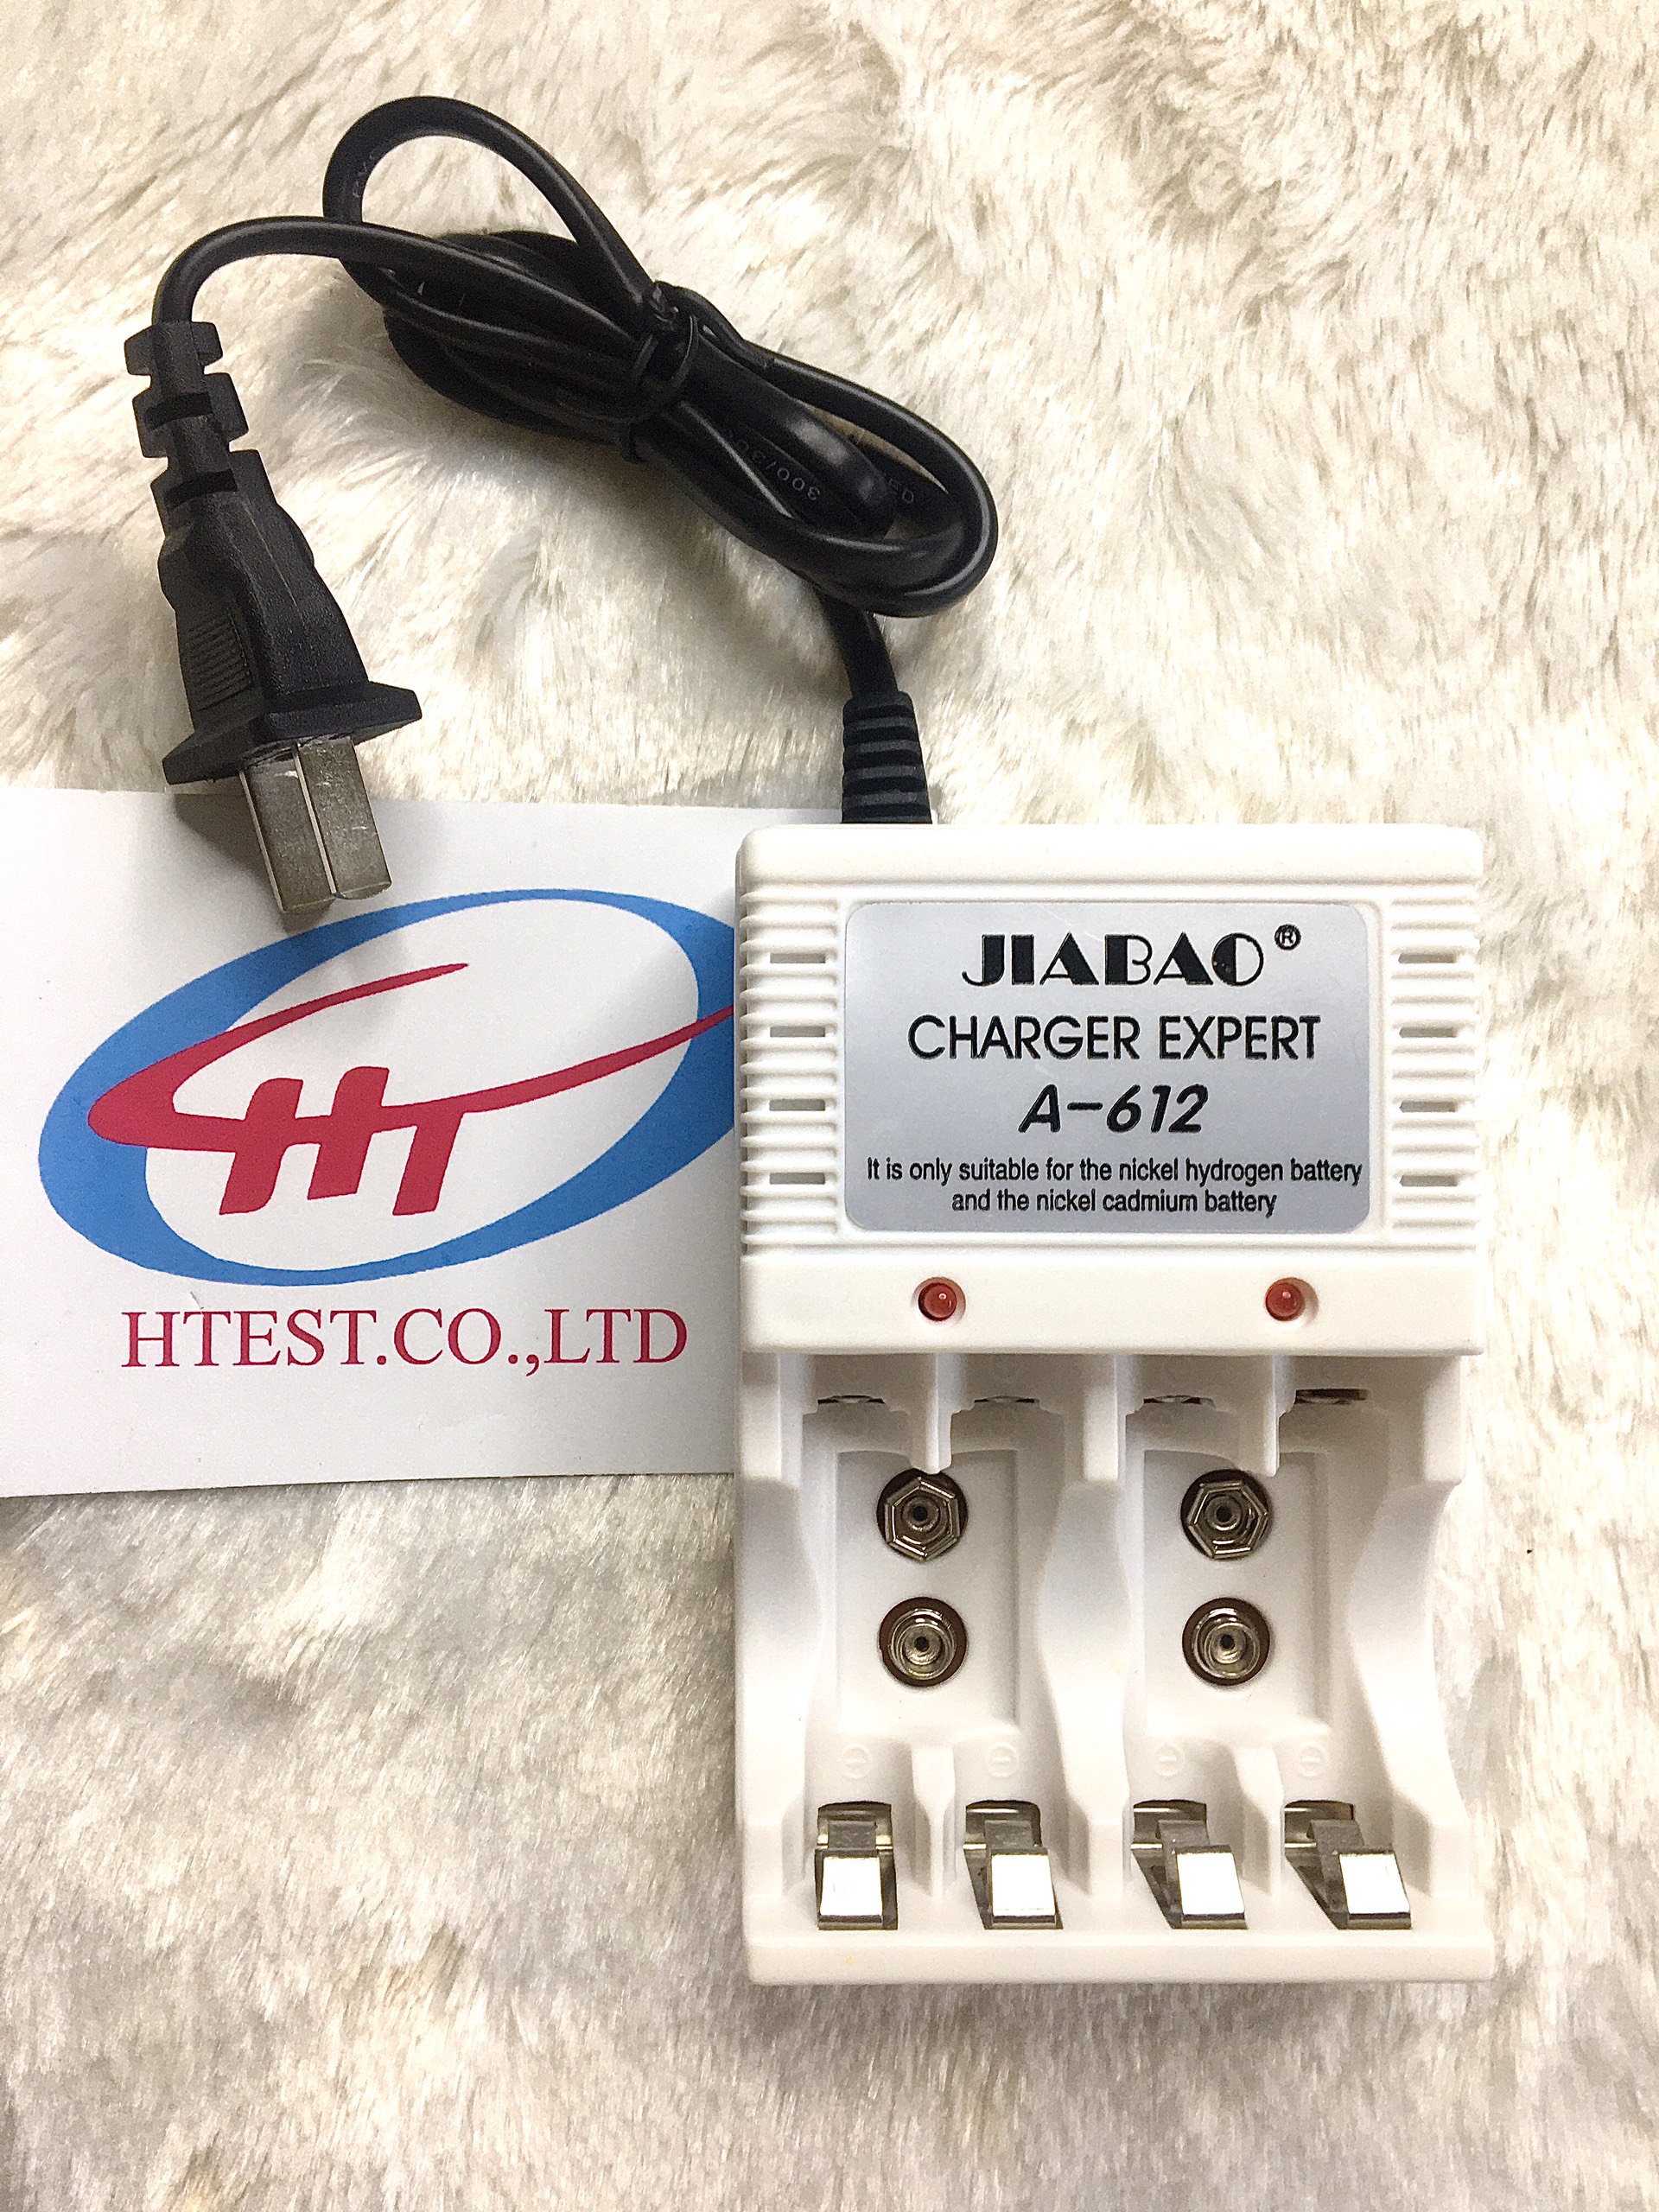 HT
HTEST.CO.,LTD
JIABAO®
CHARGER EXPERT
A-612
It is only suitable for the nickel hydrogen battery
and the nickel cadmium battery